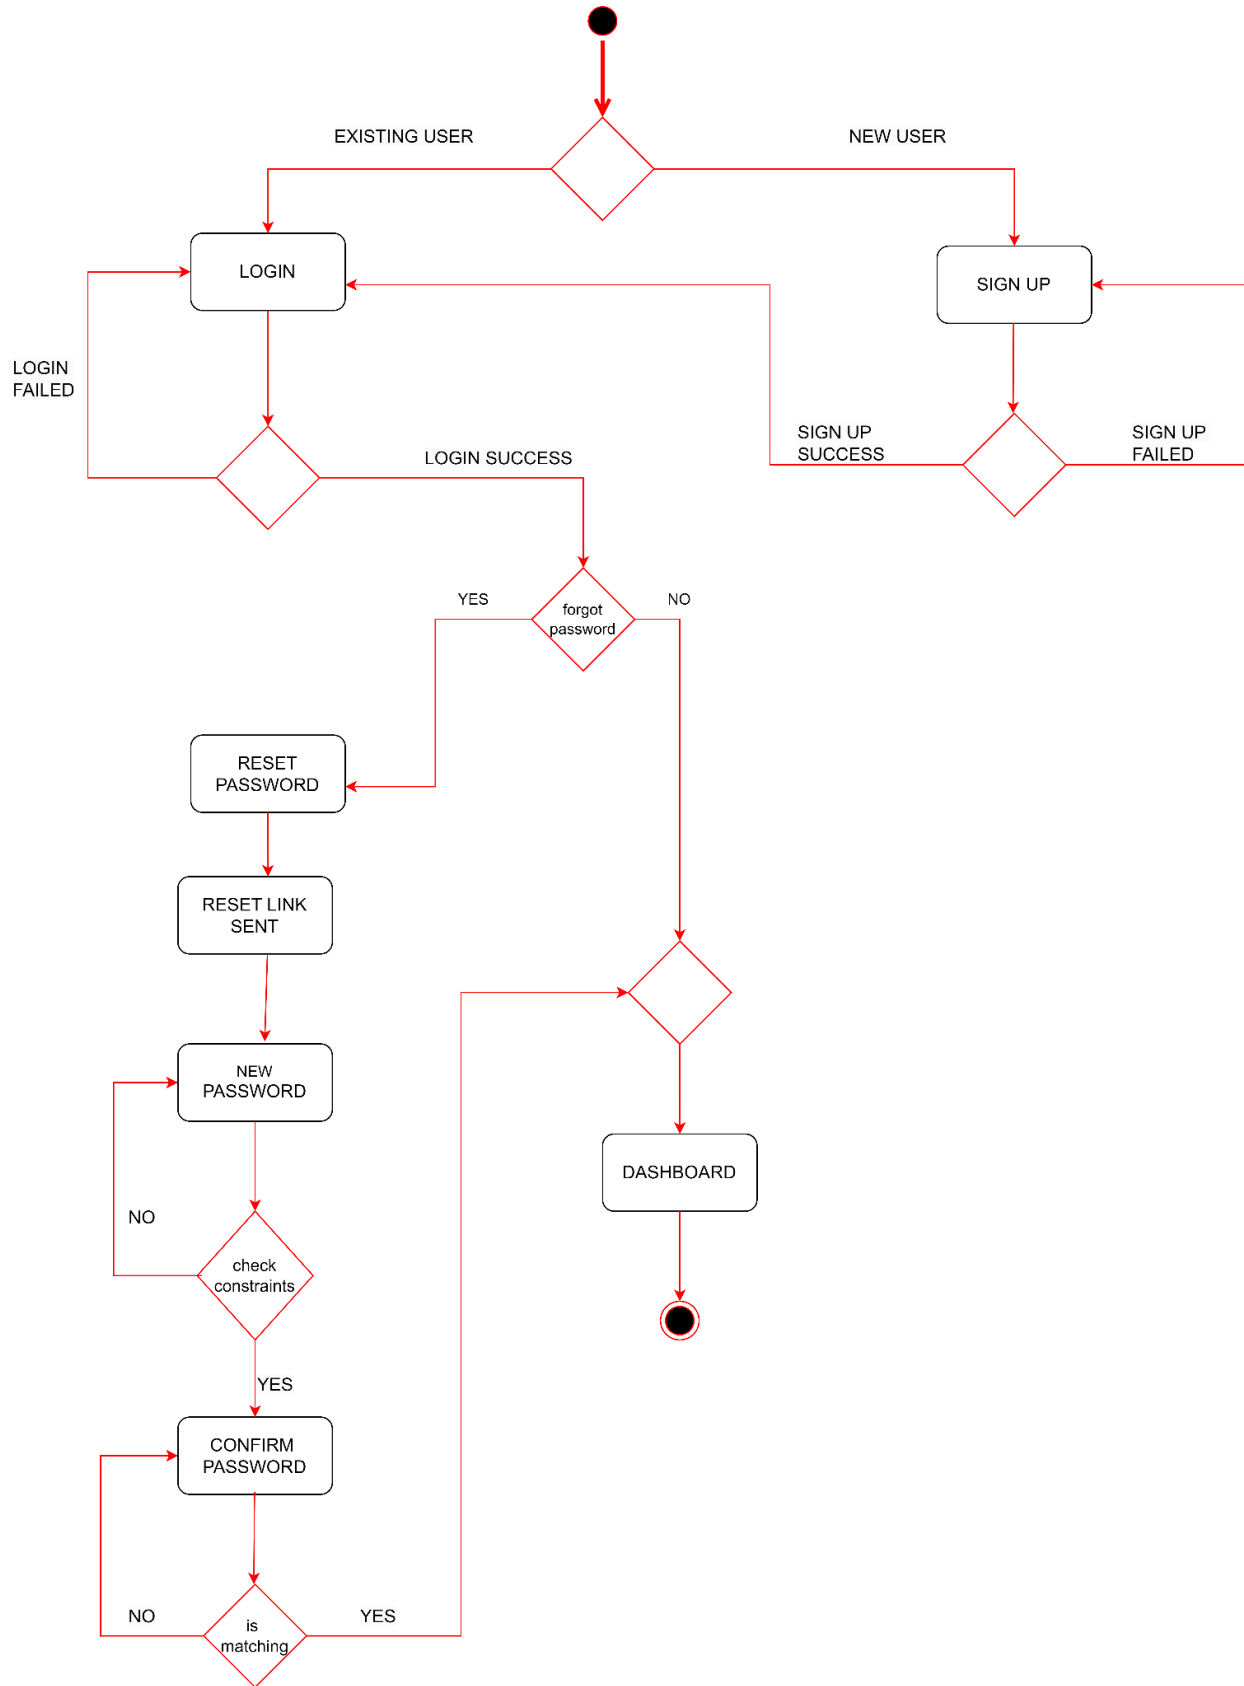 EXISTING USER
NEW USER
LOGIN
SIGN UP
LOGIN
FAILED
SIGN UP
SUCCESS
SIGN UP
FAILED
LOGIN SUCCESS
YES
forgot
password
NO
RESET
PASSWORD
RESET LINK
SENT
NEW
PASSWORD
DASHBOARD
NO
check
constraints
YES
CONFIRM
PASSWORD
NO
is
matching
YES